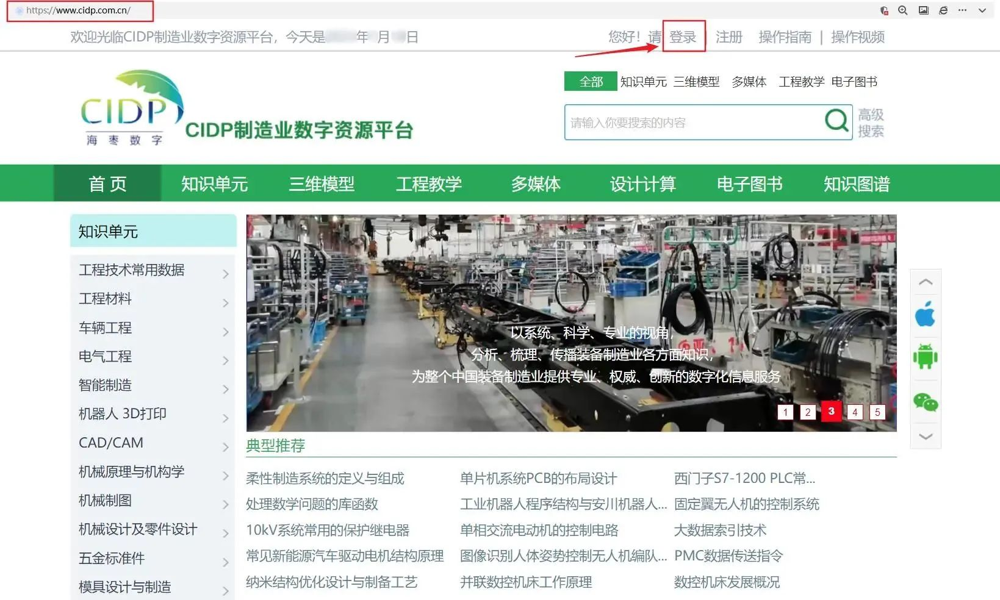 https://www.cidp.com.cn/
欢迎光临CIDP制造业数字资源平台，今天是 年 月 日
您好！请 登录 注册 操作指南 | 操作视频
全部 知识单元 三维模型 多媒体 工程教学 电子图书
CIDP
海枣数字
CIDP制造业数字资源平台
请输入你要搜索的内容
高级
搜索
首页 知识单元 三维模型 工程教学 多媒体 设计计算 电子图书 知识图谱
知识单元
工程技术常用数据
工程材料
车辆工程
电气工程
智能制造
机器人 3D打印
CAD/CAM
机械原理与机构学
机械制图
机械设计及零件设计
五金标准件
模具设计与制造
以系统、科学、专业的视角，
分析、梳理、传播装备制造业各方面知识，
为整个中国装备制造业提供专业、权威、创新的数字化信息服务
1 2 3 4 5
典型推荐
柔性制造系统的定义与组成 单片机系统PCB的布局设计 西门子S7-1200 PLC常...
处理数学问题的库函数 工业机器人程序结构与安川机器人... 固定翼无人机的控制系统
10kV系统常用的保护继电器 单相交流电动机的控制电路 大数据索引技术
常见新能源汽车驱动电机结构原理 图像识别人体姿势控制无人机编队... PMC数据传送指令
纳米结构优化设计与制备工艺 并联数控机床工作原理 数控机床发展概况